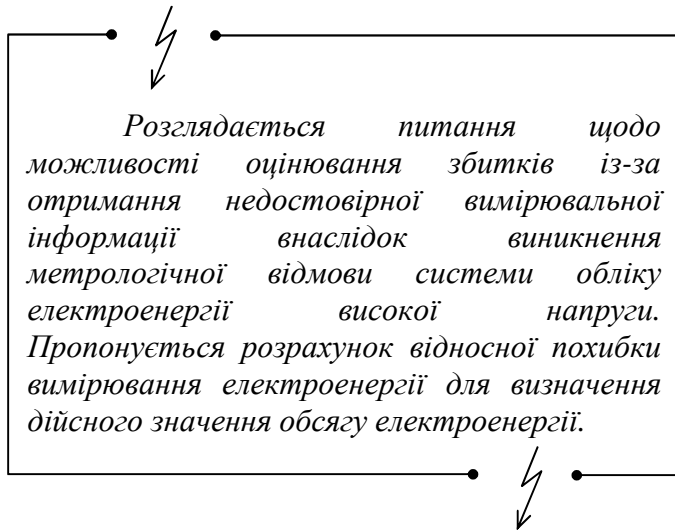 Розглядається питання щодо
можливості оцінювання збитків із-за
отримання недостовірної вимірювальної
інформації внаслідок виникнення
метрологічної відмови системи обліку
електроенергії високої напруги.
Пропонується розрахунок відносної похибки
вимірювання електроенергії для визначення
дійсного значення обсягу електроенергії.